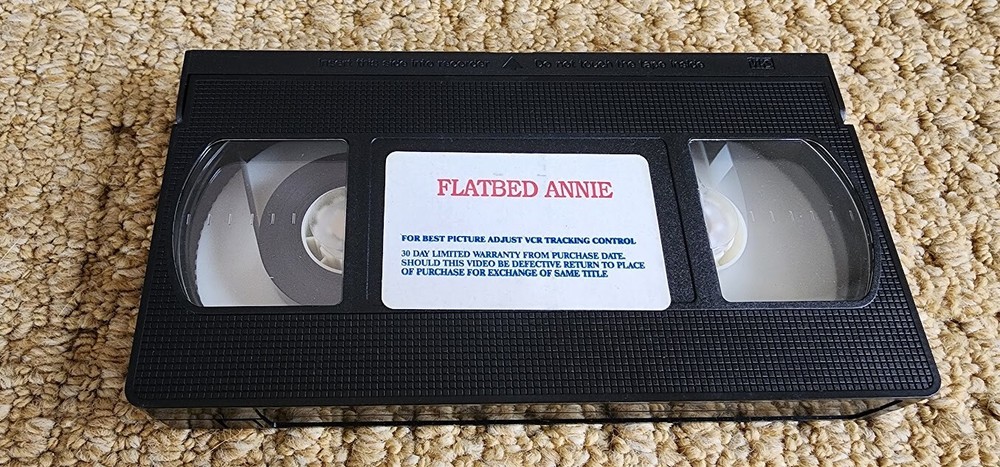 Insert this side into recorder △ Do not touch the tape inside VHS
FLATBED ANNIE
FOR BEST PICTURE ADJUST VCR TRACKING CONTROL
30 DAY LIMITED WARRANTY FROM PURCHASE DATE.
SHOULD THIS VIDEO BE DEFECTIVE RETURN TO PLACE
OF PURCHASE FOR EXCHANGE OF SAME TITLE